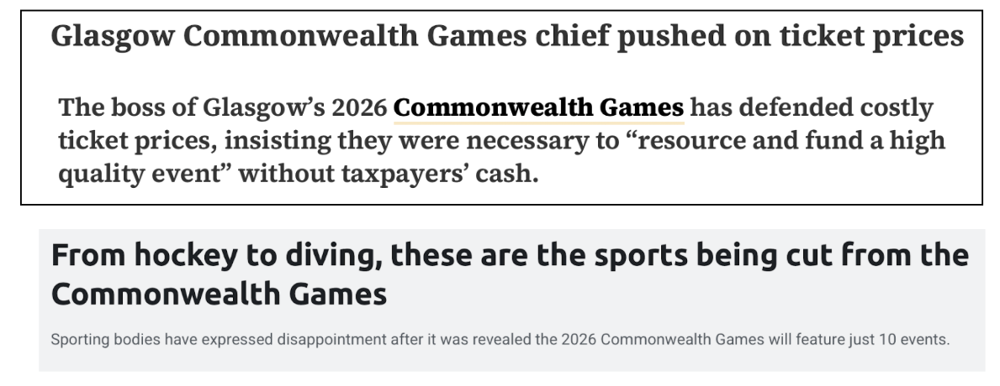 Glasgow Commonwealth Games chief pushed on ticket prices
The boss of Glasgow’s 2026 Commonwealth Games has defended costly
ticket prices, insisting they were necessary to “resource and fund a high
quality event” without taxpayers’ cash.
From hockey to diving, these are the sports being cut from the
Commonwealth Games
Sporting bodies have expressed disappointment after it was revealed the 2026 Commonwealth Games will feature just 10 events.